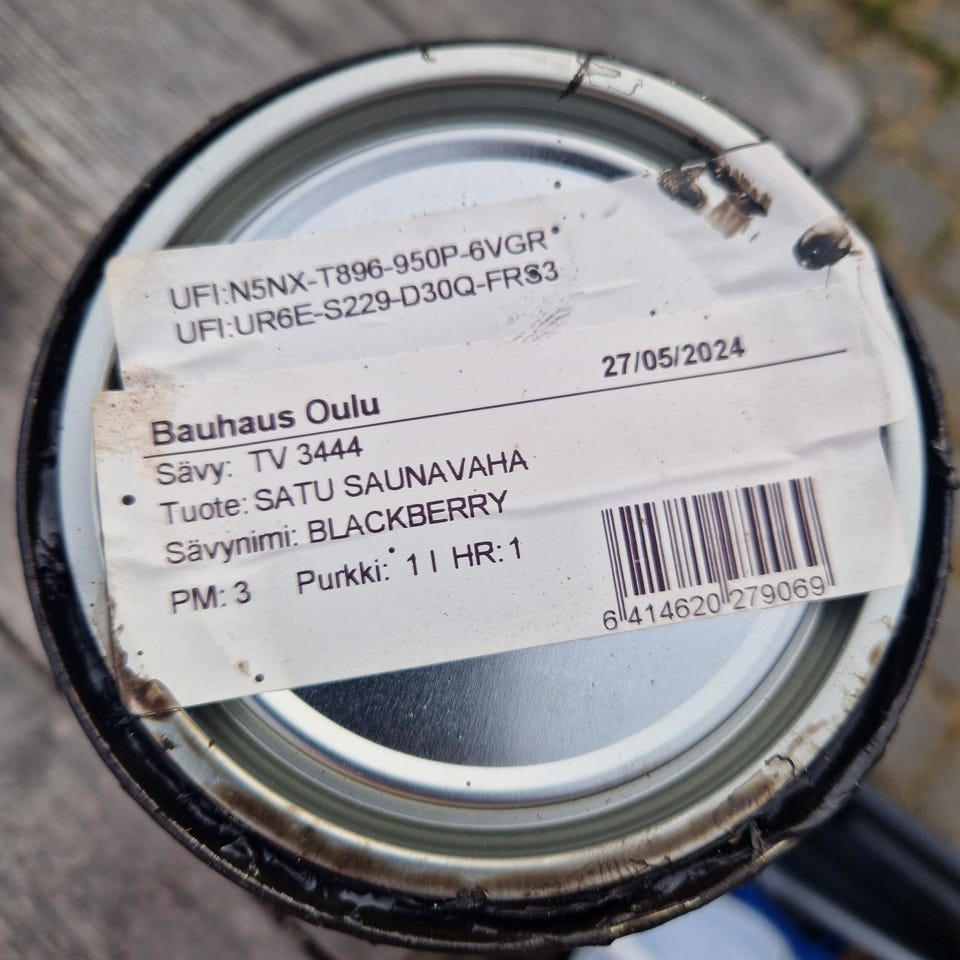 UFI:N5NX-T896-950P-6VGR
UFI:UR6E-S229-D30Q-FRS3
Bauhaus Oulu 27/05/2024
Sävy: TV 3444
Tuote: SATU SAUNAVAHA
Sävynimi: BLACKBERRY
PM: 3 Purkki: 1 l HR: 1
6 414620 279069